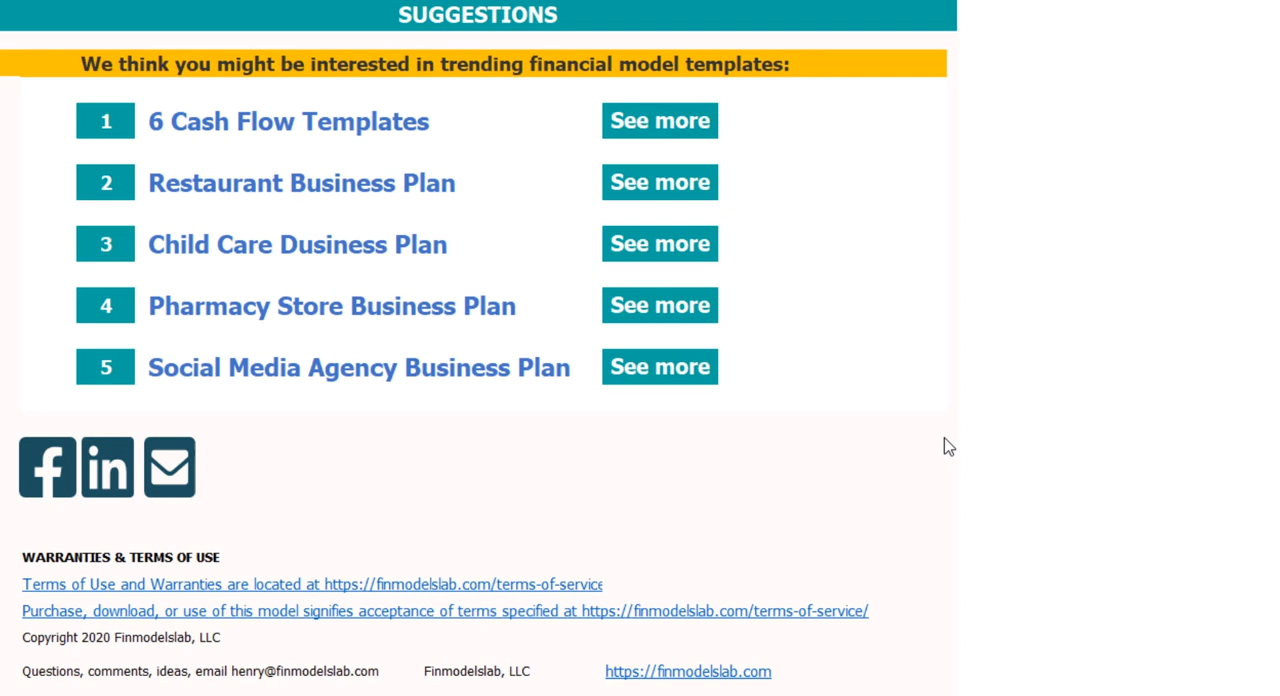 SUGGESTIONS
We think you might be interested in trending financial model templates:
1 6 Cash Flow Templates See more
2 Restaurant Business Plan See more
3 Child Care Dusiness Plan See more
4 Pharmacy Store Business Plan See more
5 Social Media Agency Business Plan See more
f in
WARRANTIES & TERMS OF USE
Terms of Use and Warranties are located at https://finmodelslab.com/terms-of-service
Purchase, download, or use of this model signifies acceptance of terms specified at https://finmodelslab.com/terms-of-service/
Copyright 2020 Finmodelslab, LLC
Questions, comments, ideas, email henry@finmodelslab.com Finmodelslab, LLC https://finmodelslab.com